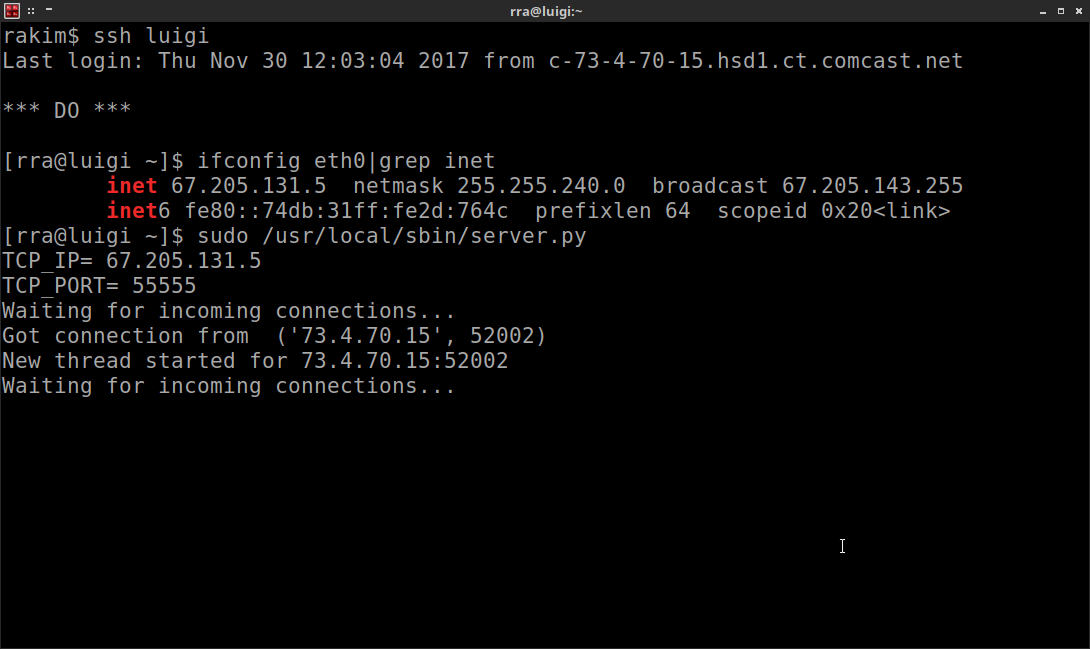 rra@luigi:~
rakim$ ssh luigi
Last login: Thu Nov 30 12:03:04 2017 from c-73-4-70-15.hsd1.ct.comcast.net
*** DO ***
[rra@luigi ~]$ ifconfig eth0|grep inet
inet 67.205.131.5  netmask 255.255.240.0  broadcast 67.205.143.255
inet6 fe80::74db:31ff:fe2d:764c  prefixlen 64  scopeid 0x20<link>
[rra@luigi ~]$ sudo /usr/local/sbin/server.py
TCP_IP= 67.205.131.5
TCP_PORT= 55555
Waiting for incoming connections...
Got connection from  ('73.4.70.15', 52002)
New thread started for 73.4.70.15:52002
Waiting for incoming connections...